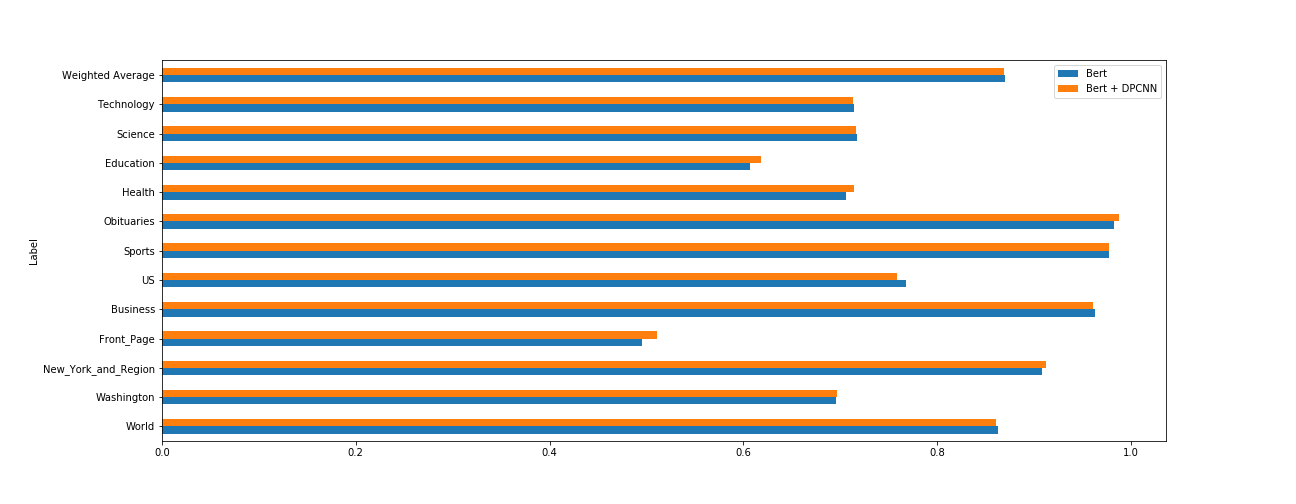 Bert
Bert + DPCNN
Weighted Average
Technology
Science
Education
Health
Obituaries
Sports
US
Business
Front_Page
New_York_and_Region
Washington
World
Label
0.0 0.2 0.4 0.6 0.8 1.0